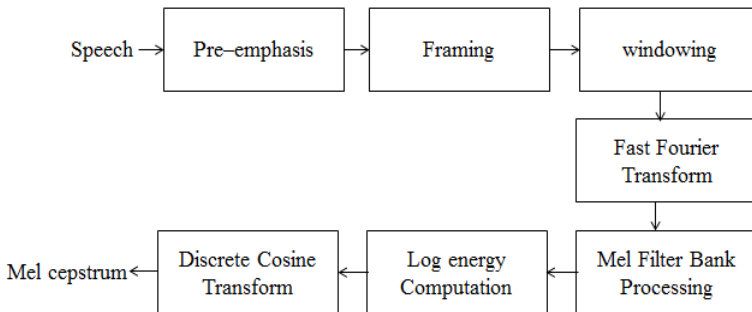 Speech
Pre–emphasis
Framing
windowing
Fast Fourier
Transform
Mel Filter Bank
Processing
Log energy
Computation
Discrete Cosine
Transform
Mel cepstrum